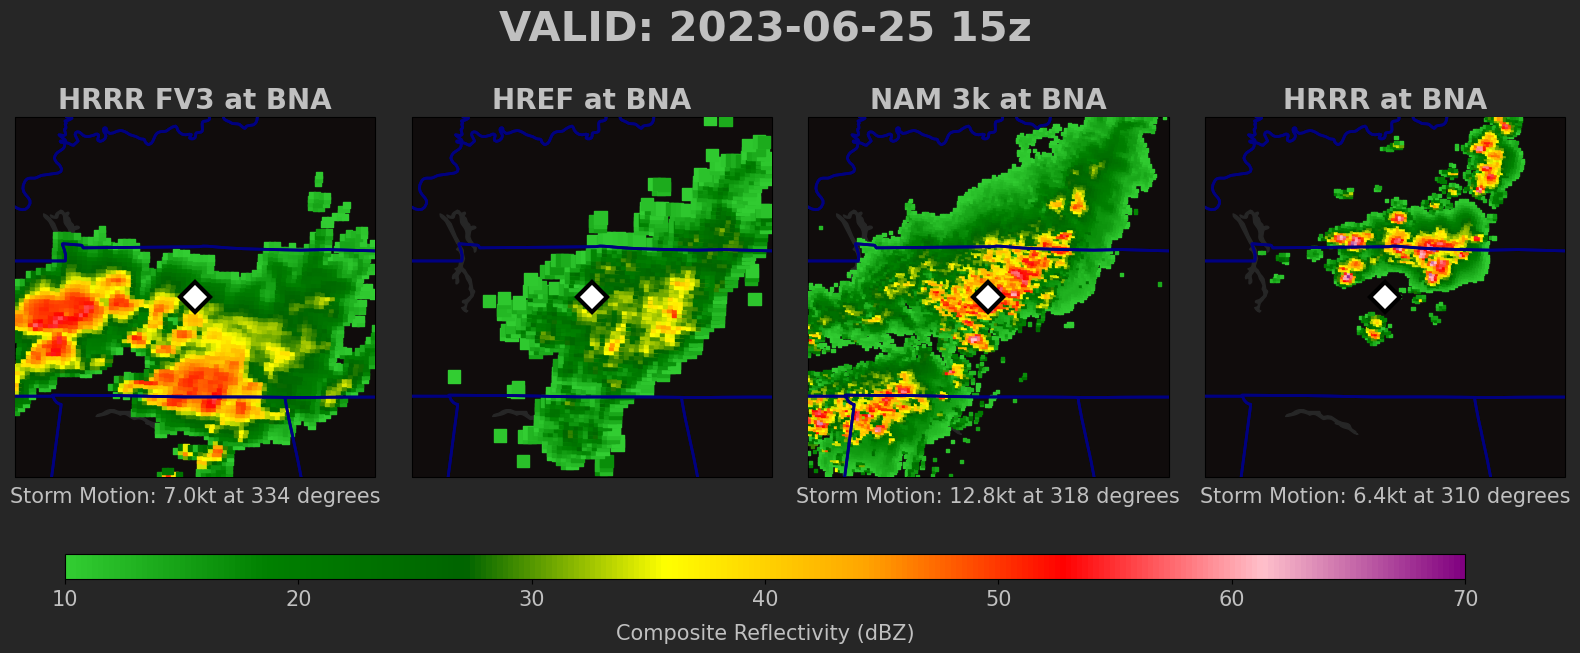 VALID: 2023-06-25 15z
HRRR FV3 at BNA
HREF at BNA
NAM 3k at BNA
HRRR at BNA
Storm Motion: 7.0kt at 334 degrees
Storm Motion: 12.8kt at 318 degrees
Storm Motion: 6.4kt at 310 degrees
10 20 30 40 50 60 70
Composite Reflectivity (dBZ)